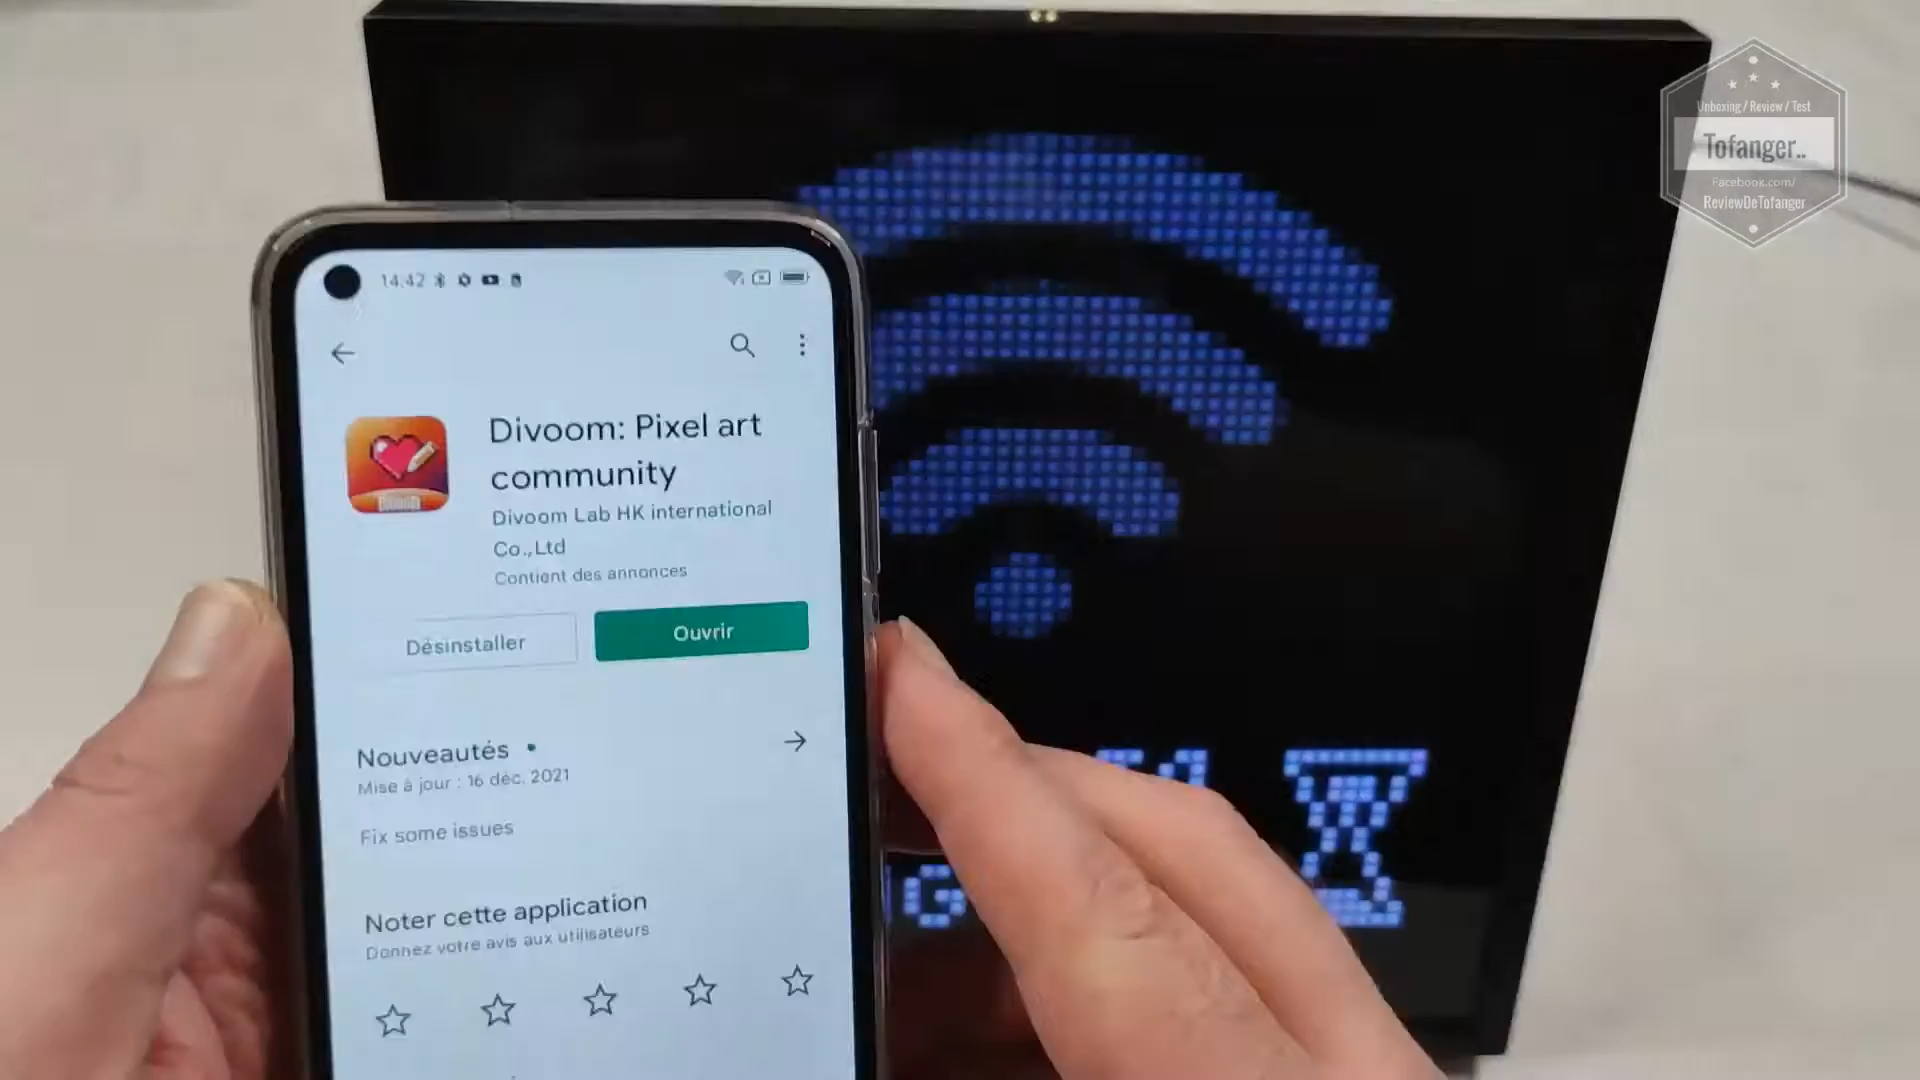 Unboxing / Review / Test
Tofanger..
Facebook.com/
ReviewDeTofanger
14:42
Divoom: Pixel art
community
Divoom Lab HK international
Co.,Ltd
Contient des annonces
Désinstaller
Ouvrir
Nouveautés •
Mise à jour : 16 déc. 2021
Fix some issues
Noter cette application
Donnez votre avis aux utilisateurs